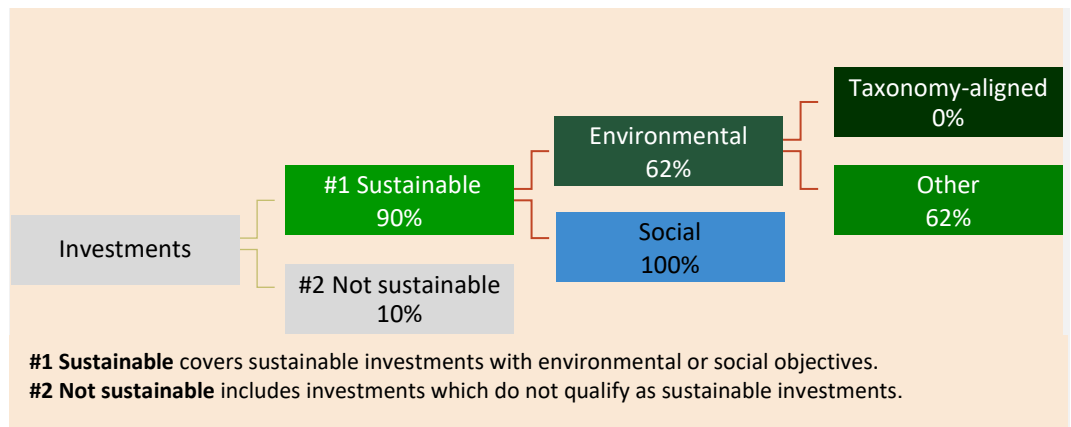 Taxonomy-aligned
0%
Environmental
62%
#1 Sustainable
90%
Other
62%
Investments
Social
100%
#2 Not sustainable
10%
#1 Sustainable covers sustainable investments with environmental or social objectives.
#2 Not sustainable includes investments which do not qualify as sustainable investments.